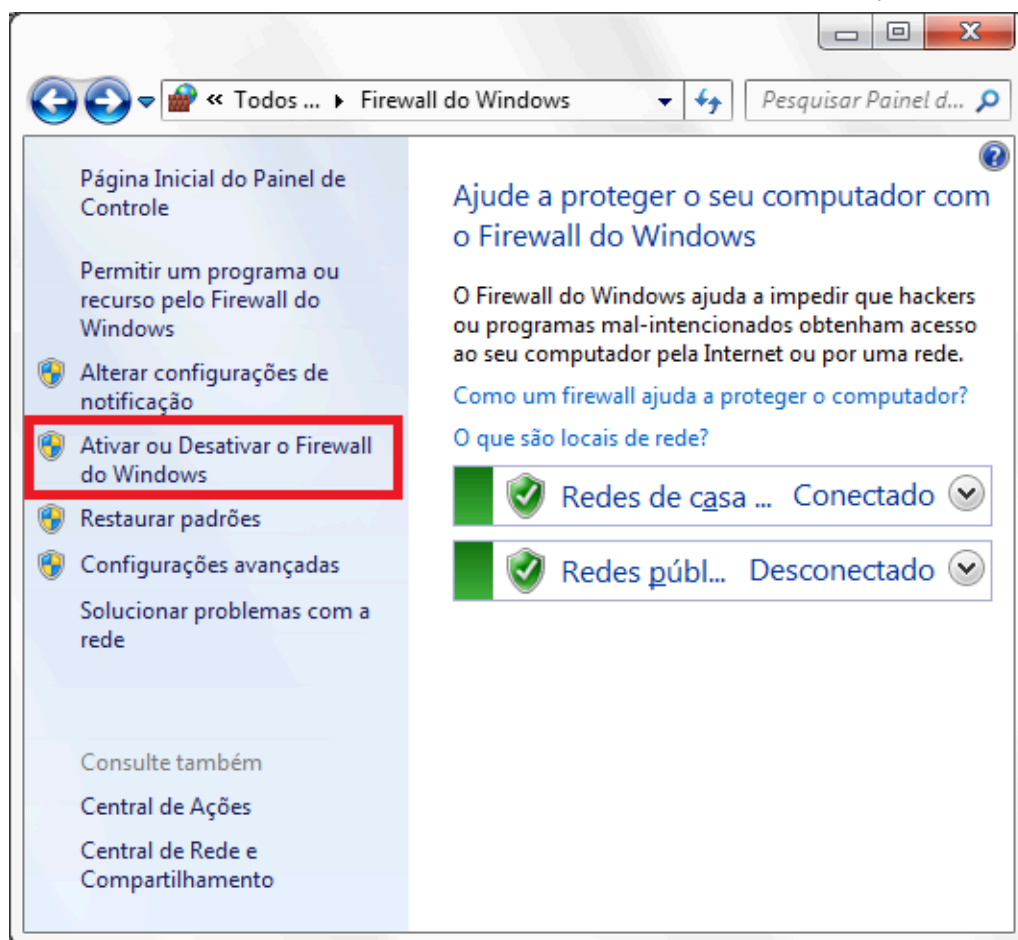 « Todos ... Firewall do Windows
Pesquisar Painel d...
Página Inicial do Painel de
Controle
Permitir um programa ou
recurso pelo Firewall do
Windows
Alterar configurações de
notificação
Ativar ou Desativar o Firewall
do Windows
Restaurar padrões
Configurações avançadas
Solucionar problemas com a
rede
Consulte também
Central de Ações
Central de Rede e
Compartilhamento
Ajude a proteger o seu computador com
o Firewall do Windows
O Firewall do Windows ajuda a impedir que hackers
ou programas mal-intencionados obtenham acesso
ao seu computador pela Internet ou por uma rede.
Como um firewall ajuda a proteger o computador?
O que são locais de rede?
Redes de casa ... Conectado
Redes públ... Desconectado